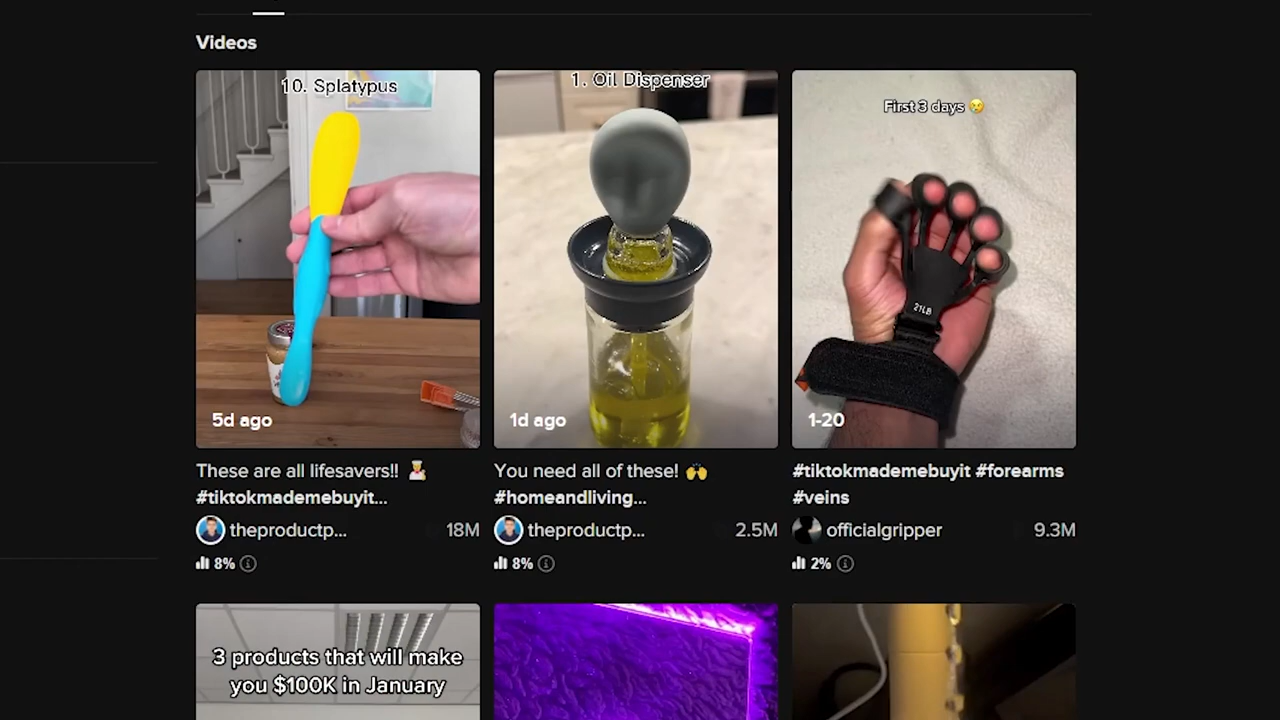 Videos
10. Splatypus
1. Oil Dispenser
First 3 days 😢
21LB
5d ago
1d ago
1-20
These are all lifesavers!! 👨‍🍳
#tiktokmademebuyit...
theproductp...
18M
8%
You need all of these! 🙌
#homeandliving...
theproductp...
2.5M
8%
#tiktokmademebuyit #forearms
#veins
officialgripper
9.3M
2%
3 products that will make
you $100K in January